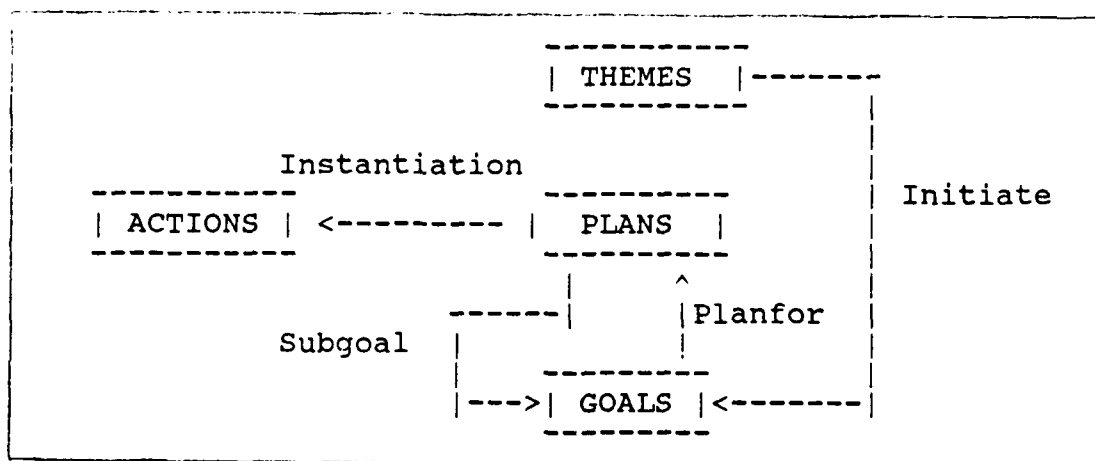 THEMES
Instantiation
Initiate
ACTIONS
PLANS
Planfor
Subgoal
GOALS